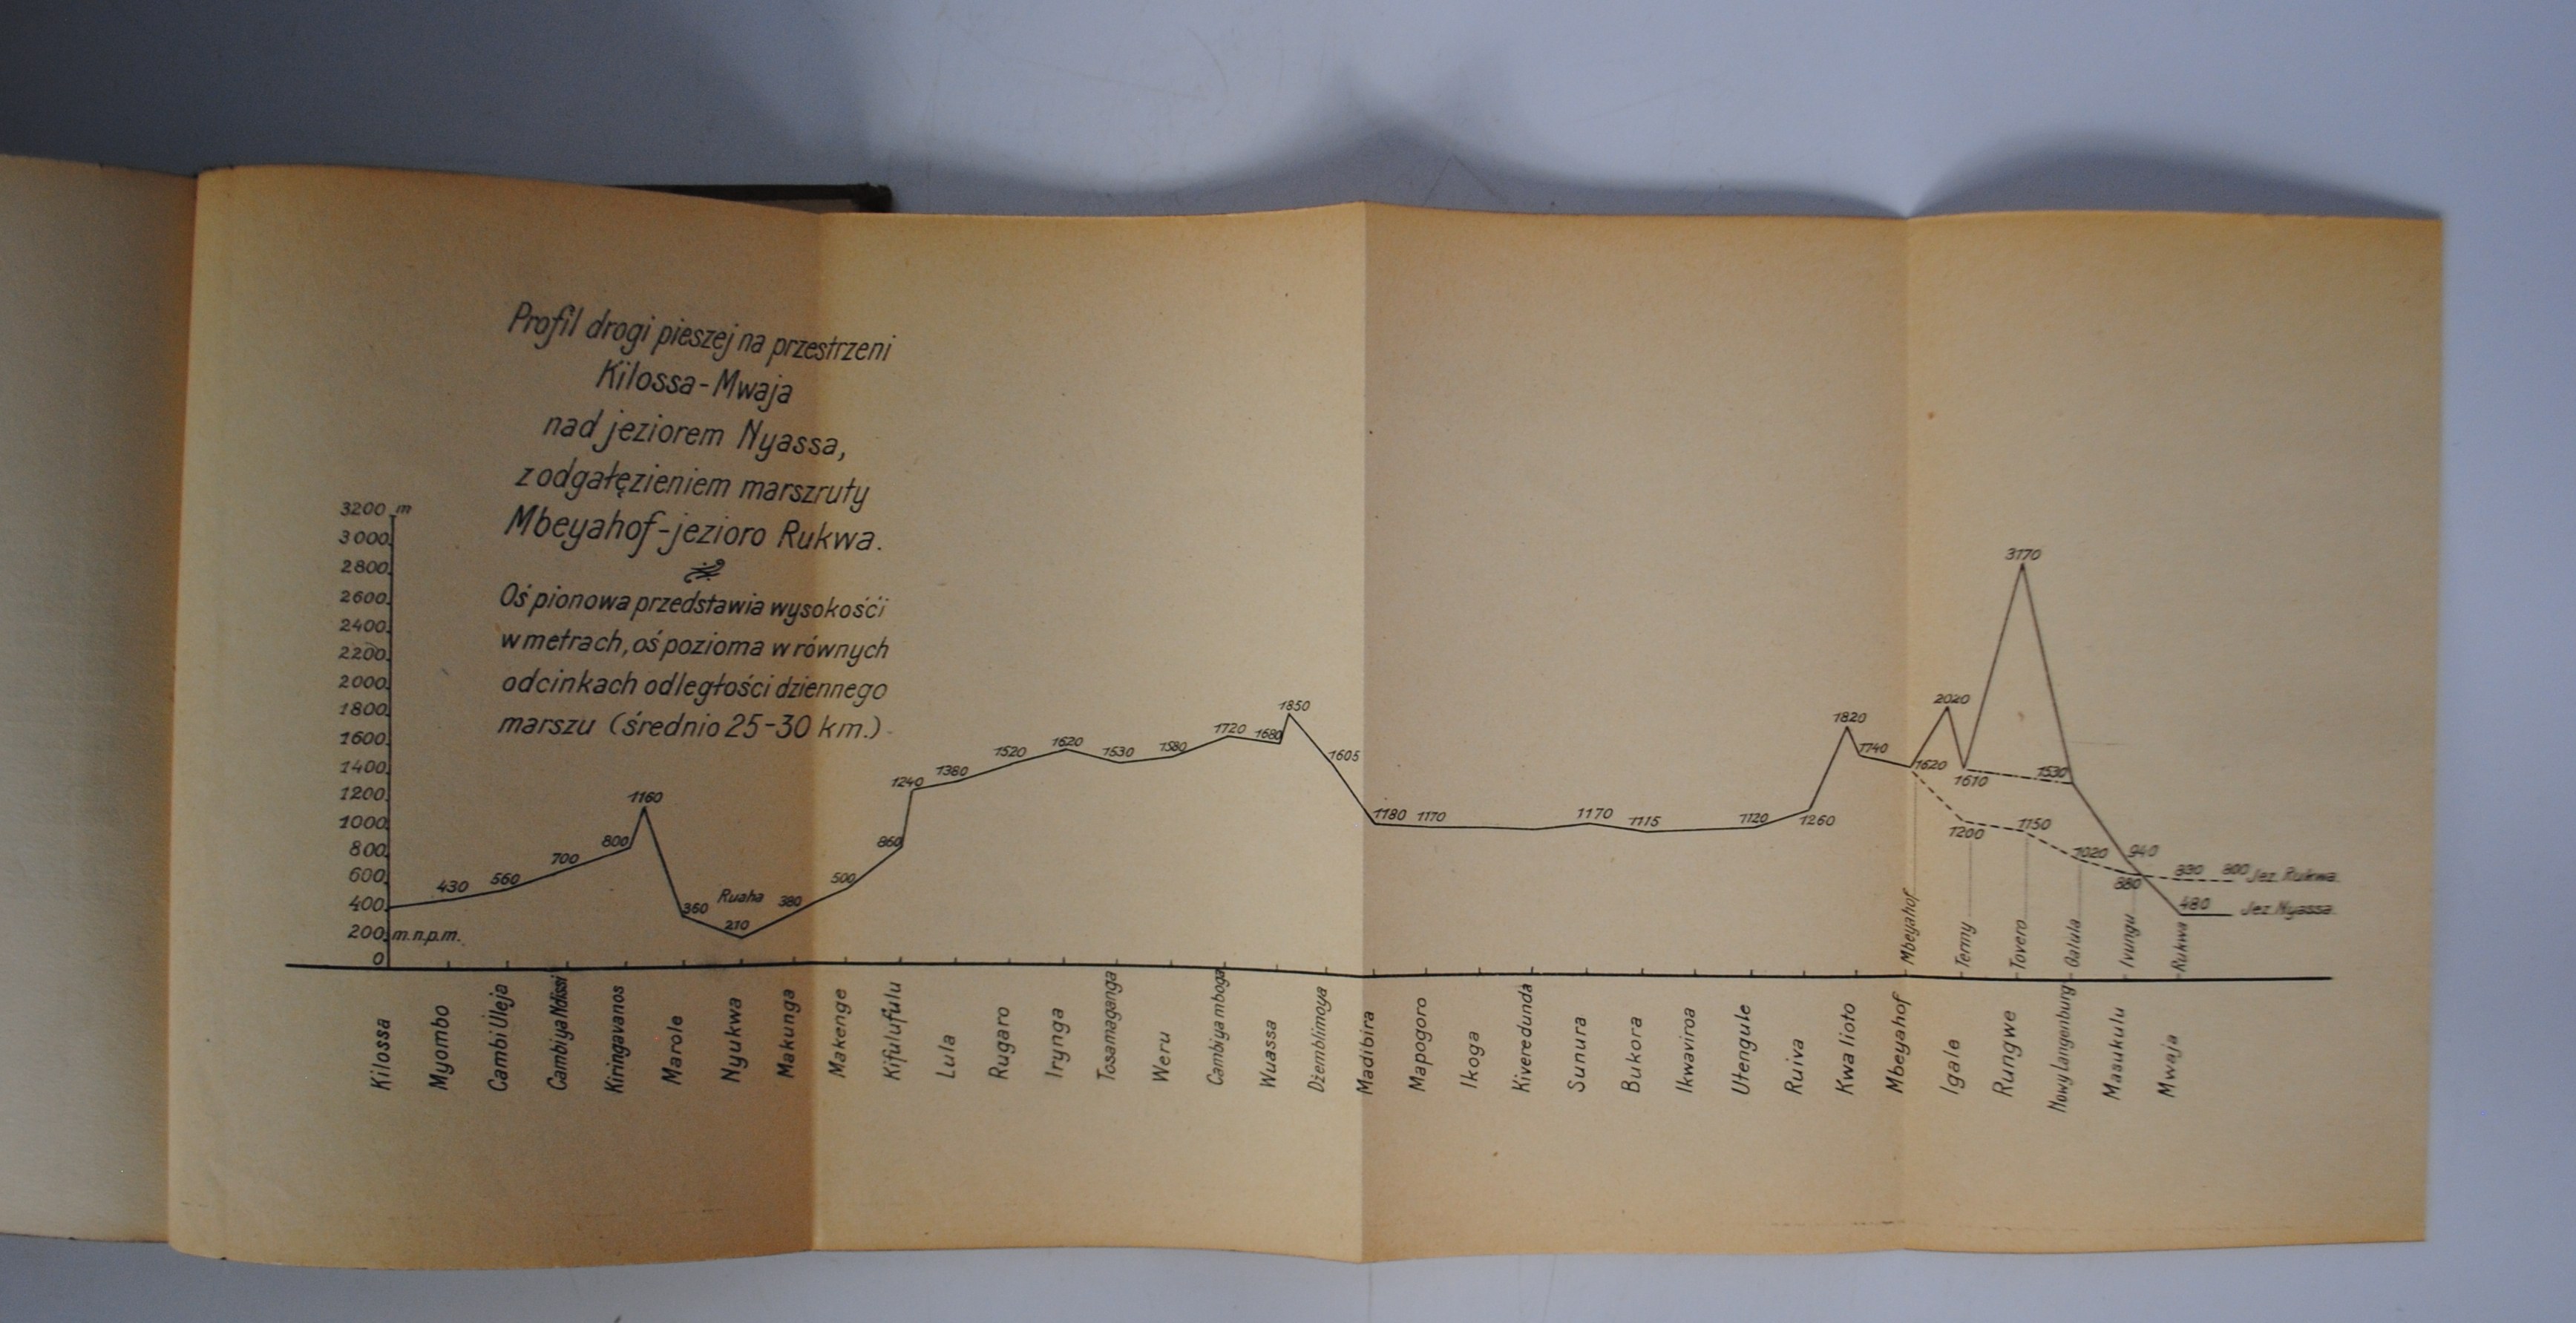 Profil drogi pieszej na przestrzeni
Kilossa-Mwaja
nad jeziorem Nyassa,
z odgałęzieniem marszruty
Mbeyahof-jezioro Rukwa.
Oś pionowa przedstawia wysokości
w metrach, oś pozioma w równych
odcinkach odległości dziennego
marszu (średnio 25-30 km.)
3200 m
3000
2800
2600
2400
2200
2000
1800
1600
1400
1200
1000
800
600
400
200 m.n.p.m.
0
430
560
700
800
1160
360
Ruaha
210
380
500
860
1240
1380
1520
1620
1530
1580
1720
1680
1850
1605
1180
1170
1170
1115
1120
1260
1820
1740
1620
2020
1610
3170
1530
1200
1150
1020
940
880
830
800 Jez. Rukwa
480 Jez. Nyassa
Mbeyahof
Termy
Tovero
Galula
Ivungu
Rukwa
Kilossa
Myombo
Cambi Uleja
Cambiya Ndissi
Kiringavanos
Marole
Nyukwa
Makunga
Makenge
Kifulufulu
Lula
Rugaro
Irynga
Tosamaganga
Weru
Cambiyamboga
Wuassa
Dżemblimoya
Madibira
Mapogoro
Ikoga
Kiveredunda
Sunura
Bukora
Ikwaviroa
Utengule
Ruiva
Kwa lioto
Mbeyahof
Igale
Rungwe
Nowy Langenburg
Masukulu
Mwaja